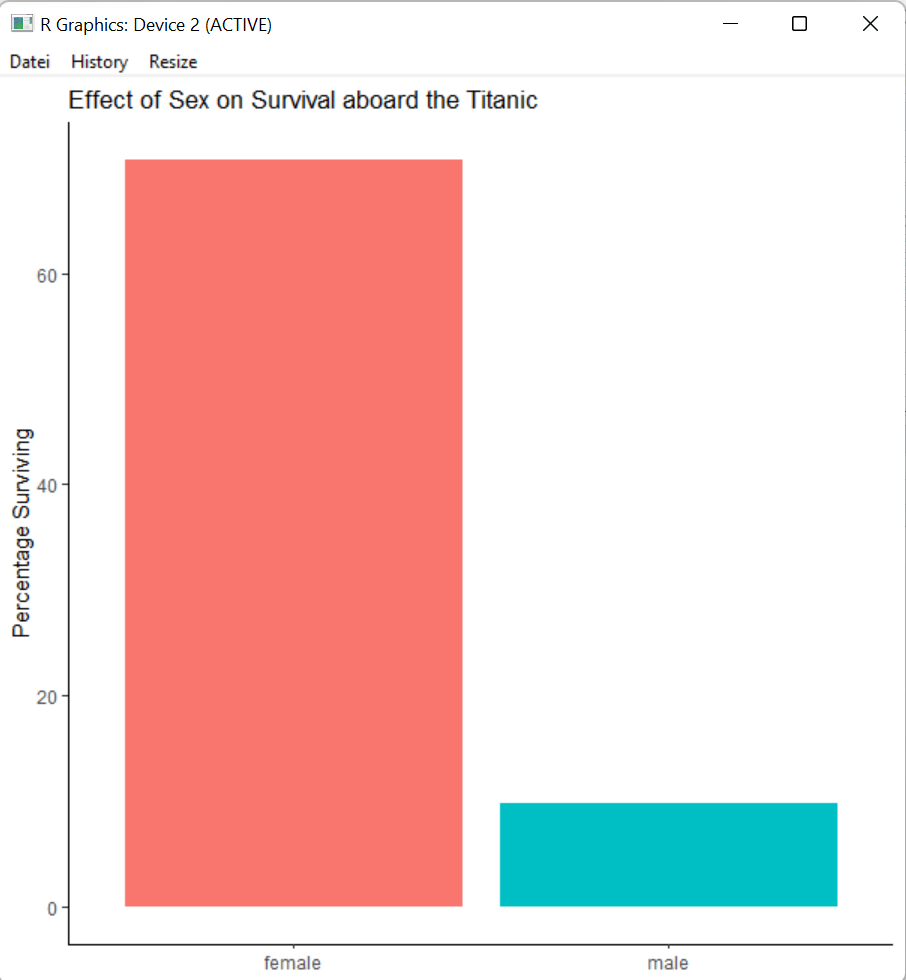 R Graphics: Device 2 (ACTIVE)
Datei History Resize
Effect of Sex on Survival aboard the Titanic
Percentage Surviving
60
40
20
0
female male